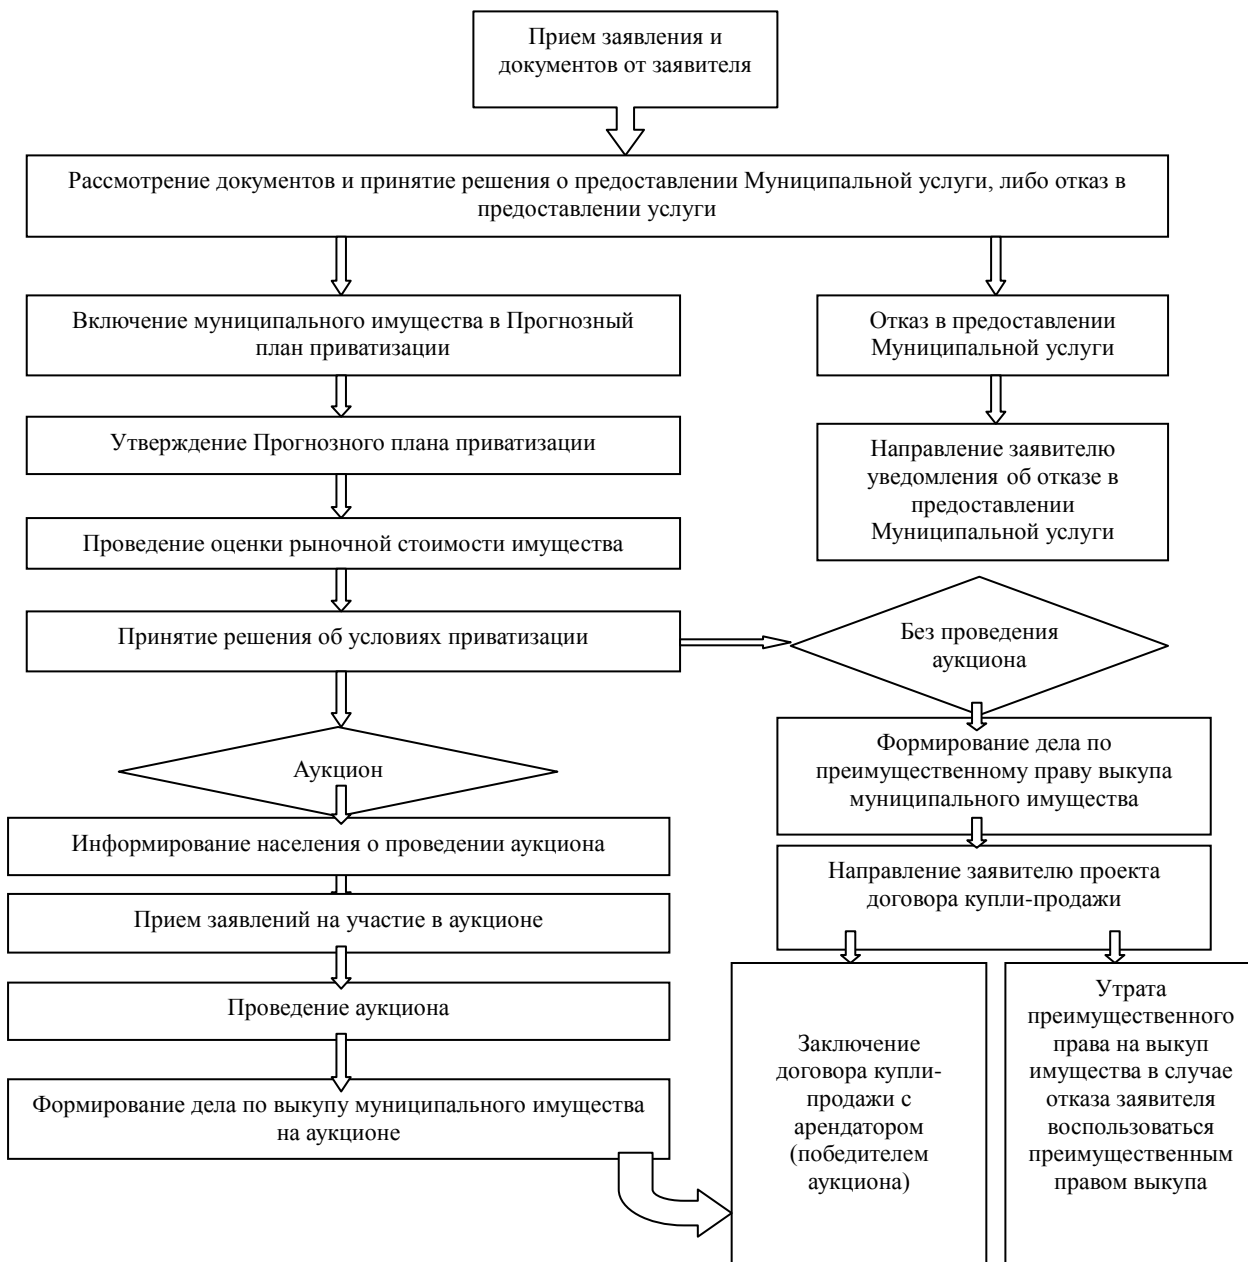 Прием заявления и
документов от заявителя
Рассмотрение документов и принятие решения о предоставлении Муниципальной услуги, либо отказ в
предоставлении услуги
Включение муниципального имущества в Прогнозный
план приватизации
Отказ в предоставлении
Муниципальной услуги
Утверждение Прогнозного плана приватизации
Направление заявителю
уведомления об отказе в
предоставлении
Муниципальной услуги
Проведение оценки рыночной стоимости имущества
Принятие решения об условиях приватизации
Без проведения
аукциона
Аукцион
Формирование дела по
преимущественному праву выкупа
муниципального имущества
Информирование населения о проведении аукциона
Направление заявителю проекта
договора купли-продажи
Прием заявлений на участие в аукционе
Проведение аукциона
Формирование дела по выкупу муниципального имущества
на аукционе
Заключение
договора купли-
продажи с
арендатором
(победителем
аукциона)
Утрата
преимущественного
права на выкуп
имущества в случае
отказа заявителя
воспользоваться
преимущественным
правом выкупа